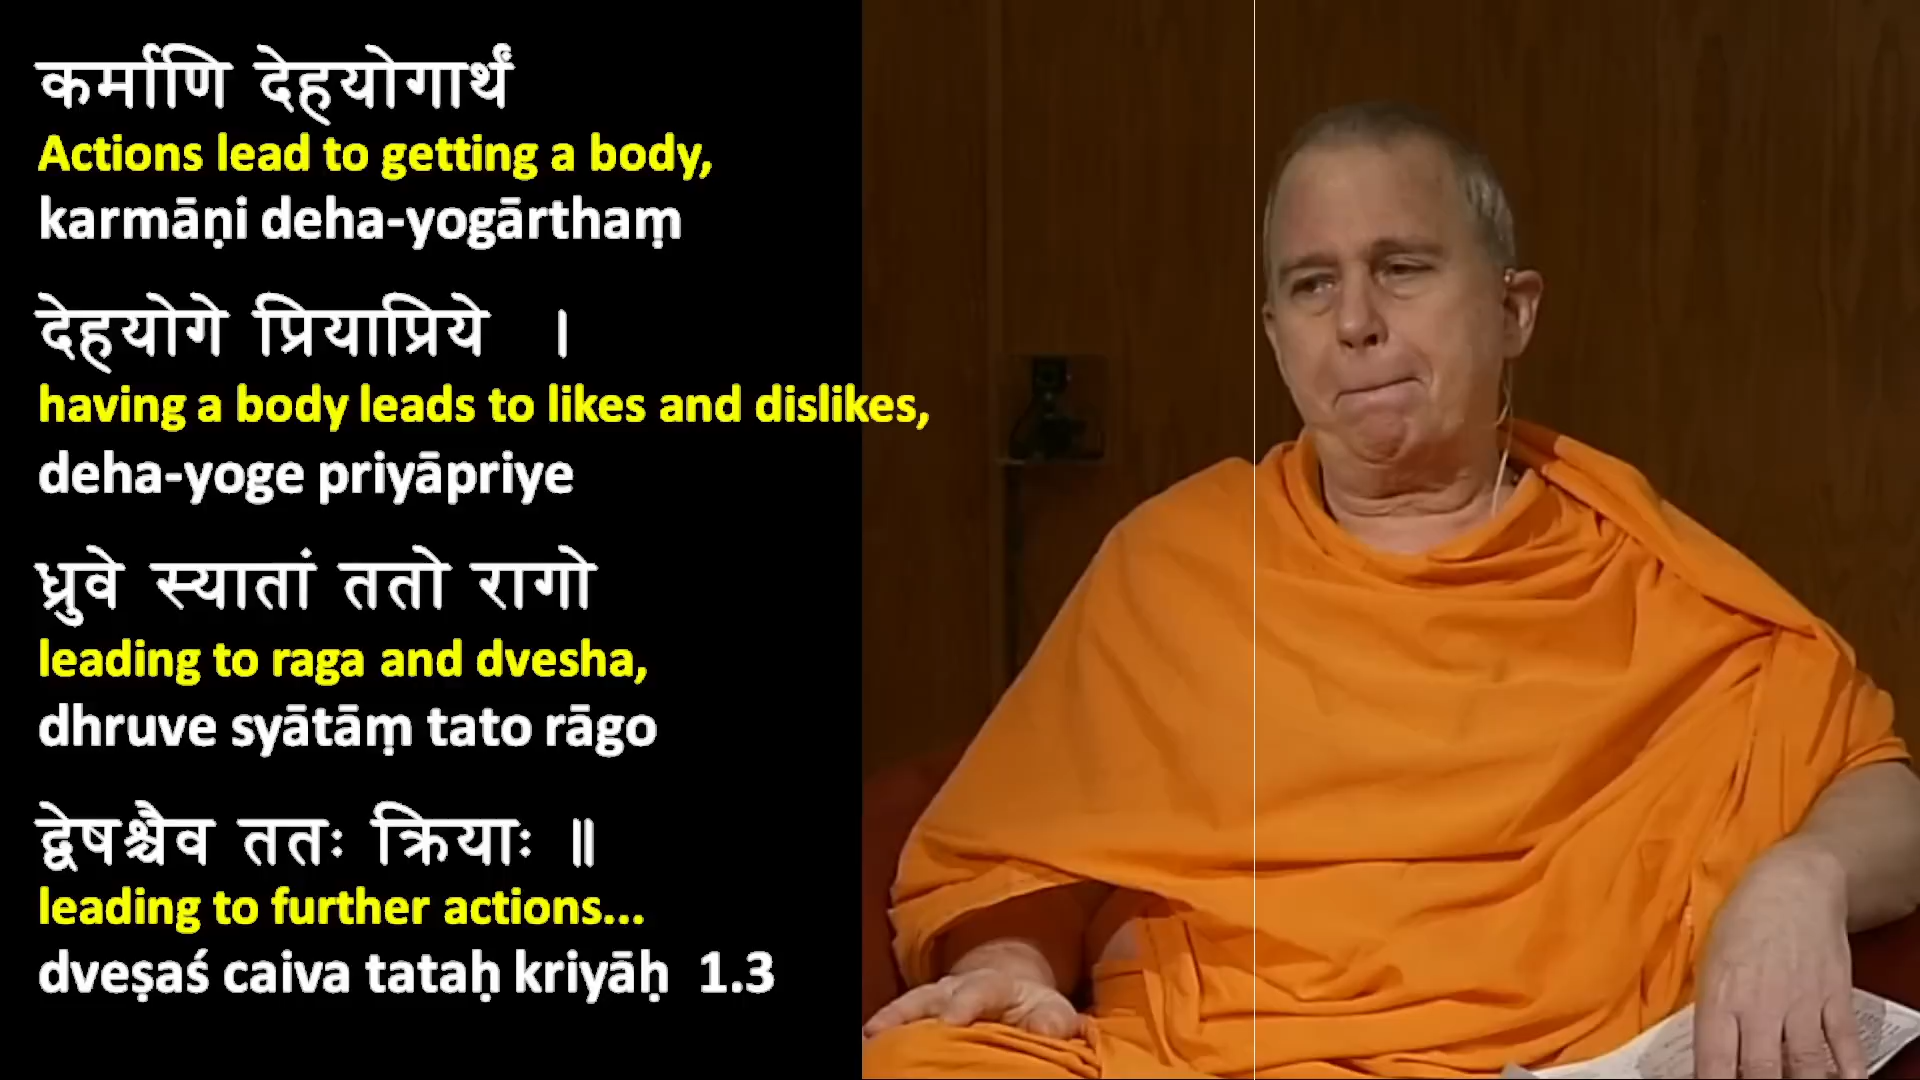 कर्माणि देहयोगार्थं
Actions lead to getting a body,
karmāṇi deha-yogārthaṃ
देहयोगे प्रियाप्रिये ।
having a body leads to likes and dislikes,
deha-yoge priyāpriye
ध्रुवे स्यातां ततो रागो
leading to raga and dvesha,
dhruve syātāṃ tato rāgo
द्वेषश्चैव ततः क्रियाः ॥
leading to further actions...
dveṣaś caiva tataḥ kriyāḥ 1.3